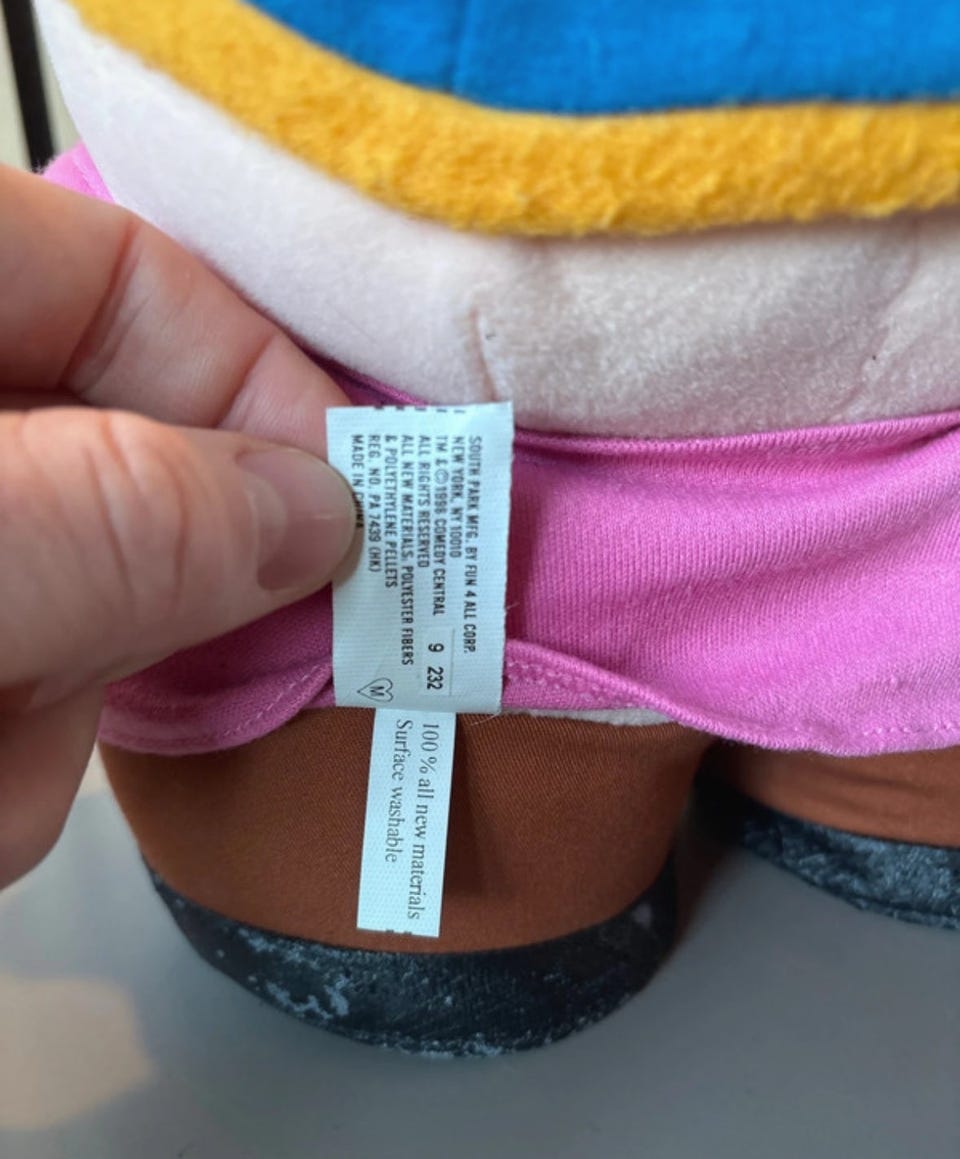 SOUTH PARK MFG. BY FUN 4 ALL CORP.
NEW YORK, NY 10010
TM & © 1998 COMEDY CENTRAL
ALL RIGHTS RESERVED
ALL NEW MATERIALS: POLYESTER FIBERS
& POLYETHYLENE PELLETS
REG. NO. PA 7439 (HK)
MADE IN CHINA
9 232
M
100 % all new materials
Surface washable